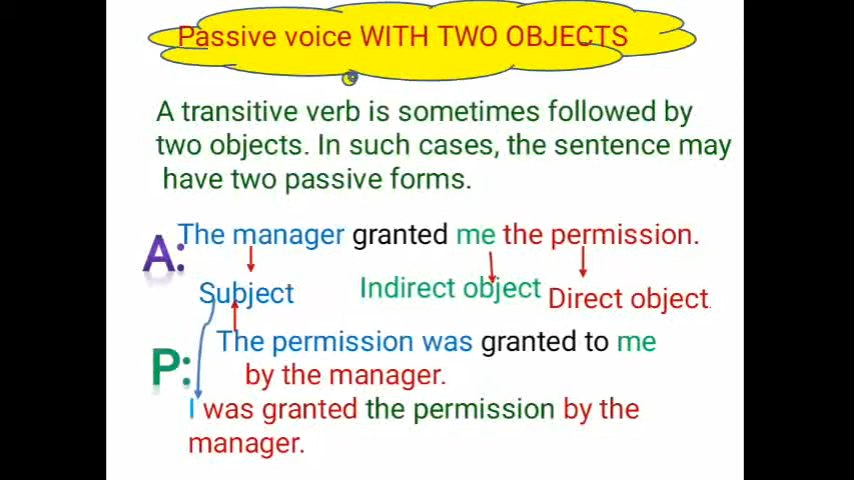 Passive voice WITH TWO OBJECTS
A transitive verb is sometimes followed by
two objects. In such cases, the sentence may
have two passive forms.
A: The manager granted me the permission.
Subject Indirect object Direct object.
P: The permission was granted to me
by the manager.
I was granted the permission by the
manager.